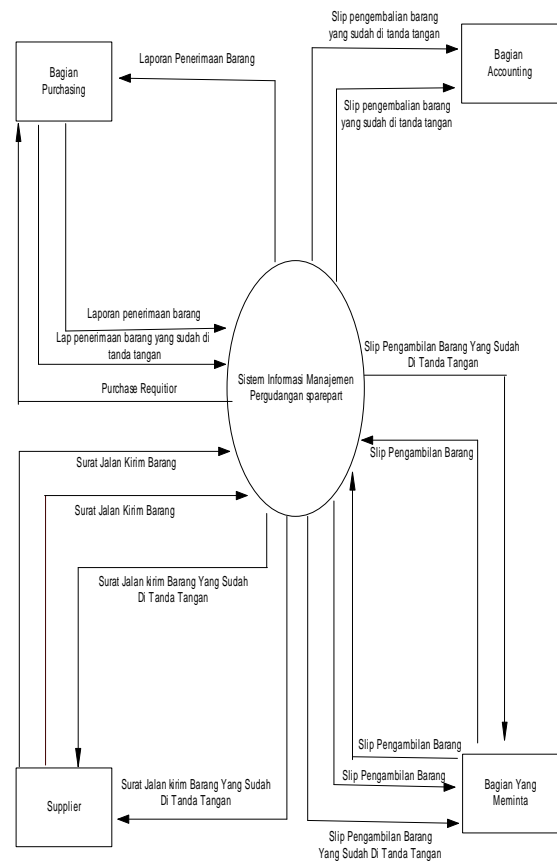 Slip pengembalian barang
yang sudah di tanda tangan
Bagian
Accounting
Laporan Penerimaan Barang
Bagian
Purchasing
Slip pengembalian barang
yang sudah di tanda tangan
Laporan penerimaan barang
Lap penerimaan barang yang sudah di
tanda tangan
Purchase Requitior
Sistem Informasi Manajemen
Pergudangan sparepart
Slip Pengambilan Barang Yang Sudah
Di Tanda Tangan
Slip Pengambilan Barang
Surat Jalan Kirim Barang
Surat Jalan Kirim Barang
Surat Jalan kirim Barang Yang Sudah
Di Tanda Tangan
Slip Pengambilan Barang
Slip Pengambilan Barang
Bagian Yang
Meminta
Supplier
Surat Jalan kirim Barang Yang Sudah
Di Tanda Tangan
Slip Pengambilan Barang
Yang Sudah Di Tanda Tangan